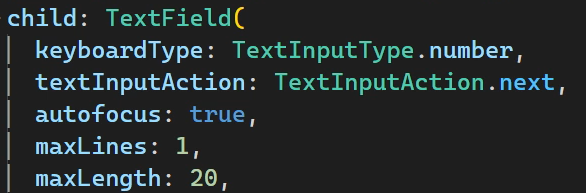 child: TextField(
keyboardType: TextInputType.number,
textInputAction: TextInputAction.next,
autofocus: true,
maxLines: 1,
maxLength: 20,